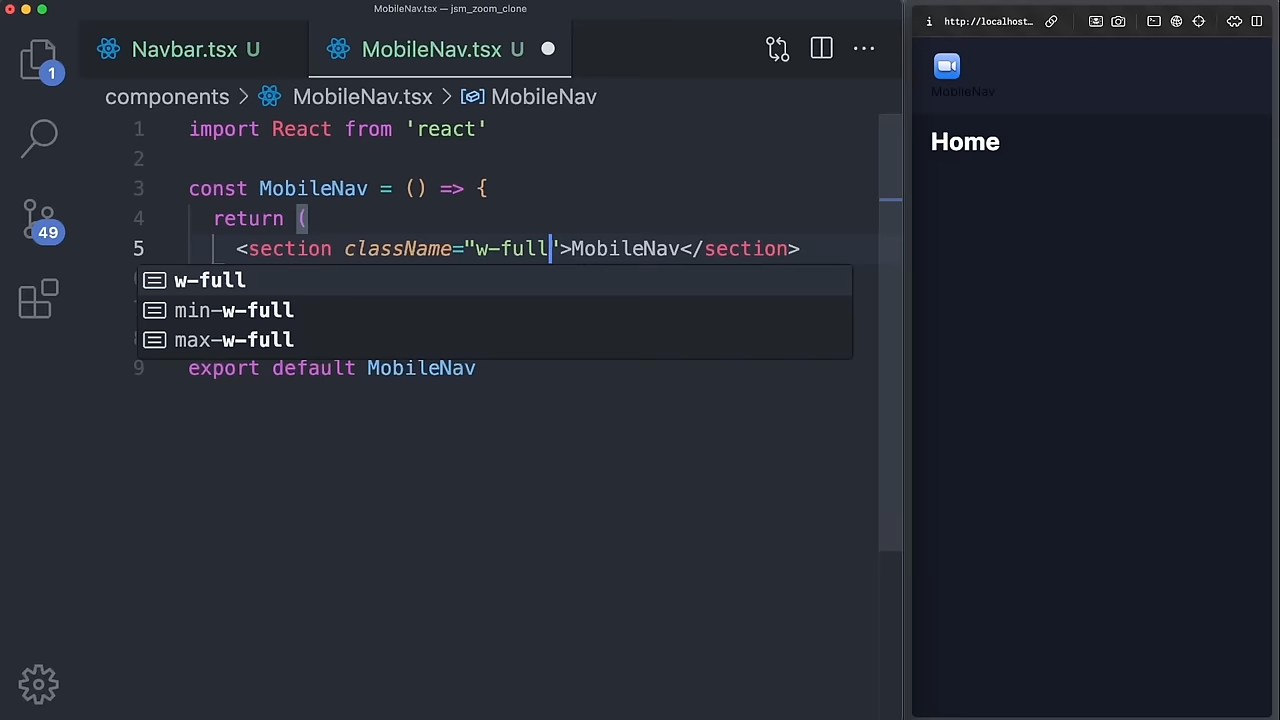 MobileNav.tsx — jsm_zoom_clone
Navbar.tsx U
MobileNav.tsx U
components > MobileNav.tsx > MobileNav
1 import React from 'react'
2
3 const MobileNav = () => {
4 return (
5 <section className="w-full">MobileNav</section>
w-full
min-w-full
max-w-full
9 export default MobileNav
1
49
http://localhost...
MobileNav
Home